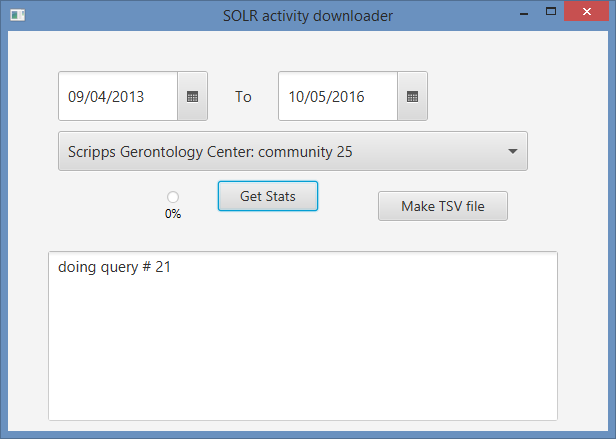 SOLR activity downloader
09/04/2013 To 10/05/2016
Scripps Gerontology Center: community 25
0% Get Stats Make TSV file
doing query # 21